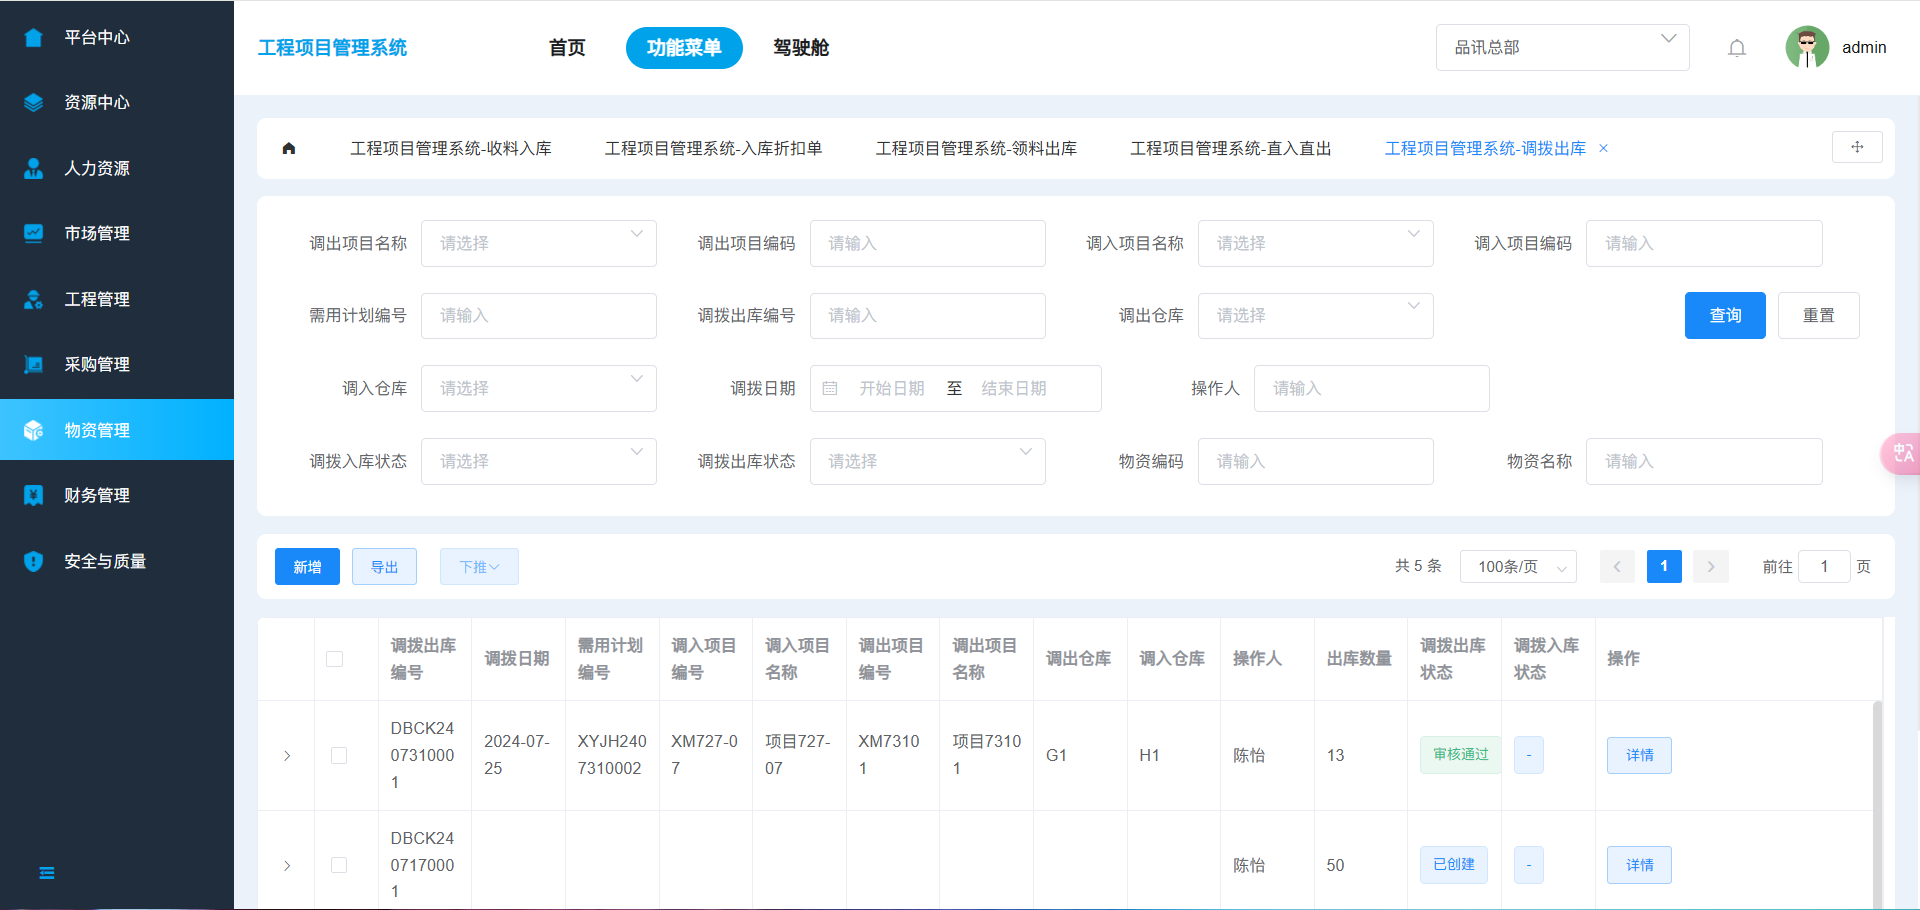 平台中心
资源中心
人力资源
市场管理
工程管理
采购管理
物资管理
财务管理
安全与质量
工程项目管理系统
首页
功能菜单
驾驶舱
品讯总部
admin
工程项目管理系统-收料入库
工程项目管理系统-入库折扣单
工程项目管理系统-领料出库
工程项目管理系统-直入直出
工程项目管理系统-调拨出库
调出项目名称 请选择
调出项目编码 请输入
调入项目名称 请选择
调入项目编码 请输入
需用计划编号 请输入
调拨出库编号 请输入
调出仓库 请选择
查询
重置
调入仓库 请选择
调拨日期 开始日期 至 结束日期
操作人 请输入
调拨入库状态 请选择
调拨出库状态 请选择
物资编码 请输入
物资名称 请输入
新增
导出
下推
共 5 条
100条/页
1
前往 1 页
调拨出库
编号
调拨日期
需用计划
编号
调入项目
编号
调入项目
名称
调出项目
编号
调出项目
名称
调出仓库
调入仓库
操作人
出库数量
调拨出库
状态
调拨入库
状态
操作
DBCK24
0731000
1
2024-07-
25
XYJH240
7310002
XM727-0
7
项目727-
07
XM7310
1
项目7310
1
G1
H1
陈怡
13
审核通过
-
详情
DBCK24
0717000
1
陈怡
50
已创建
-
详情
中A